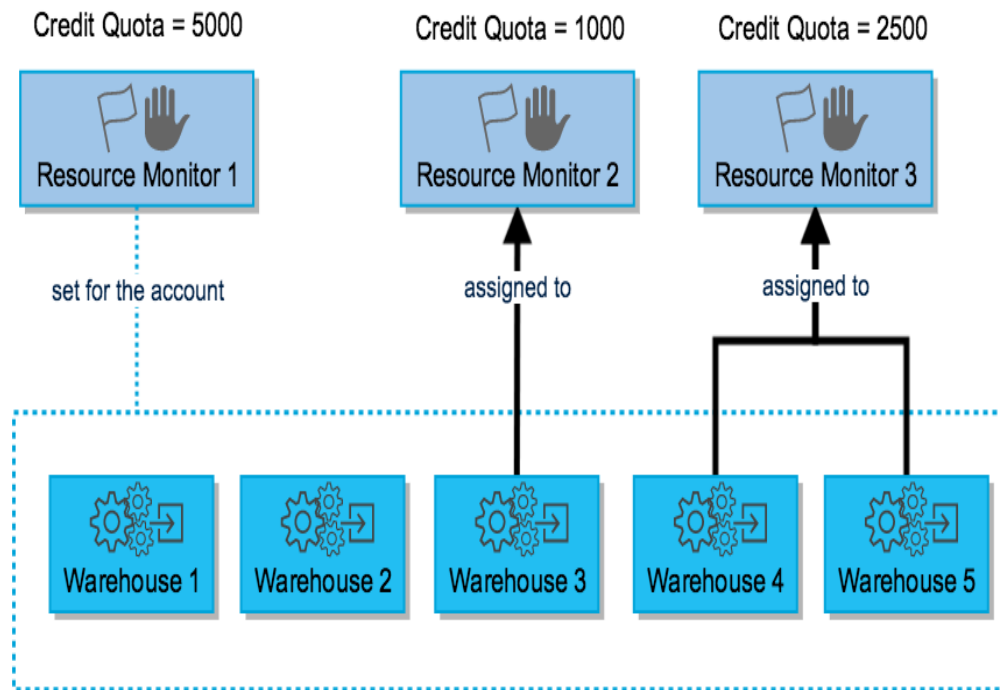 Credit Quota = 5000
Credit Quota = 1000
Credit Quota = 2500
Resource Monitor 1
Resource Monitor 2
Resource Monitor 3
set for the account
assigned to
assigned to
Warehouse 1
Warehouse 2
Warehouse 3
Warehouse 4
Warehouse 5